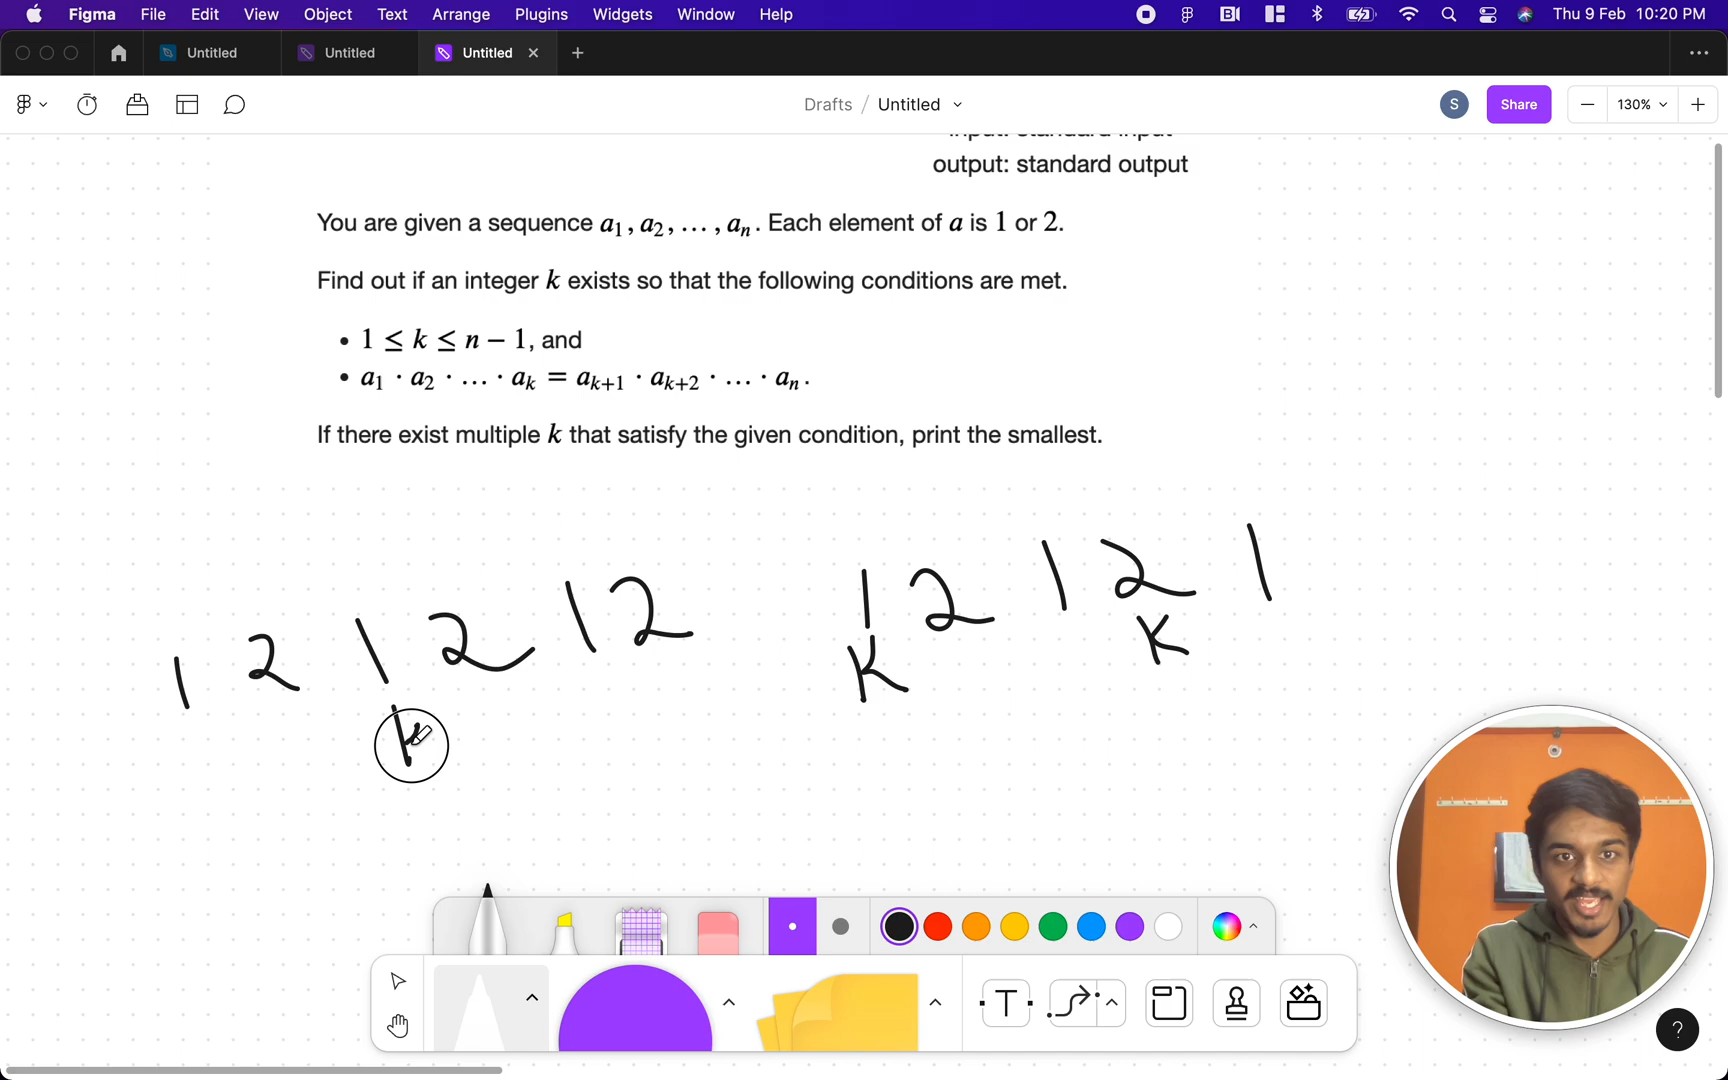 Figma File Edit View Object Text Arrange Plugins Widgets Window Help Thu 9 Feb 10:20 PM
Untitled Untitled Untitled
Drafts / Untitled S Share 130%
input: standard input
output: standard output
You are given a sequence a₁, a₂, …, aₙ. Each element of a is 1 or 2.
Find out if an integer k exists so that the following conditions are met.
• 1 ≤ k ≤ n − 1, and
• a₁ · a₂ · … · aₖ = aₖ₊₁ · aₖ₊₂ · … · aₙ.
If there exist multiple k that satisfy the given condition, print the smallest.
1 2 1 2 1 2 1 2 1 2 1
K K
K
T
?